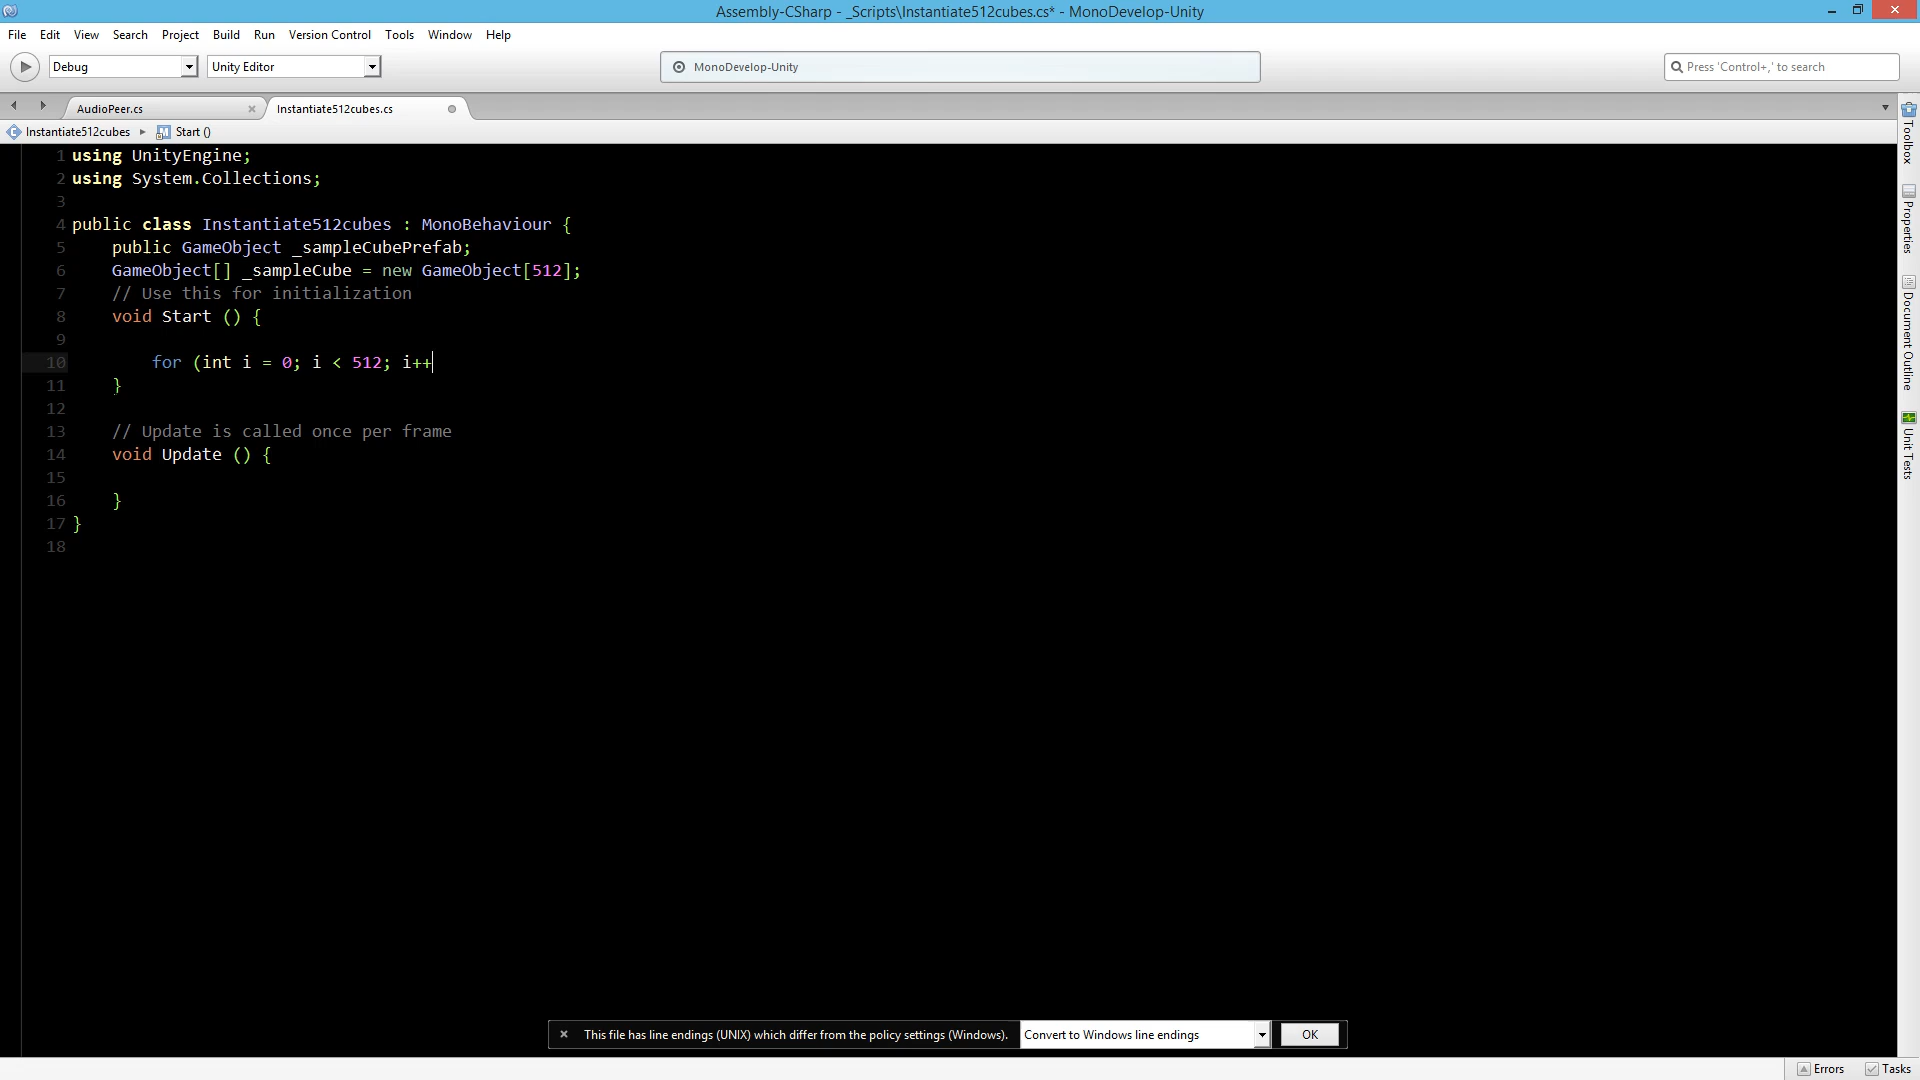 Assembly-CSharp - _Scripts\Instantiate512cubes.cs* - MonoDevelop-Unity
File Edit View Search Project Build Run Version Control Tools Window Help
Debug Unity Editor MonoDevelop-Unity Press 'Control+,' to search
AudioPeer.cs Instantiate512cubes.cs
Instantiate512cubes Start ()
1 using UnityEngine;
2 using System.Collections;
3
4 public class Instantiate512cubes : MonoBehaviour {
5 public GameObject _sampleCubePrefab;
6 GameObject[] _sampleCube = new GameObject[512];
7 // Use this for initialization
8 void Start () {
9
10 for (int i = 0; i < 512; i++
11 }
12
13 // Update is called once per frame
14 void Update () {
15
16 }
17 }
18
Toolbox
Properties
Document Outline
Unit Tests
This file has line endings (UNIX) which differ from the policy settings (Windows). Convert to Windows line endings OK
Errors Tasks